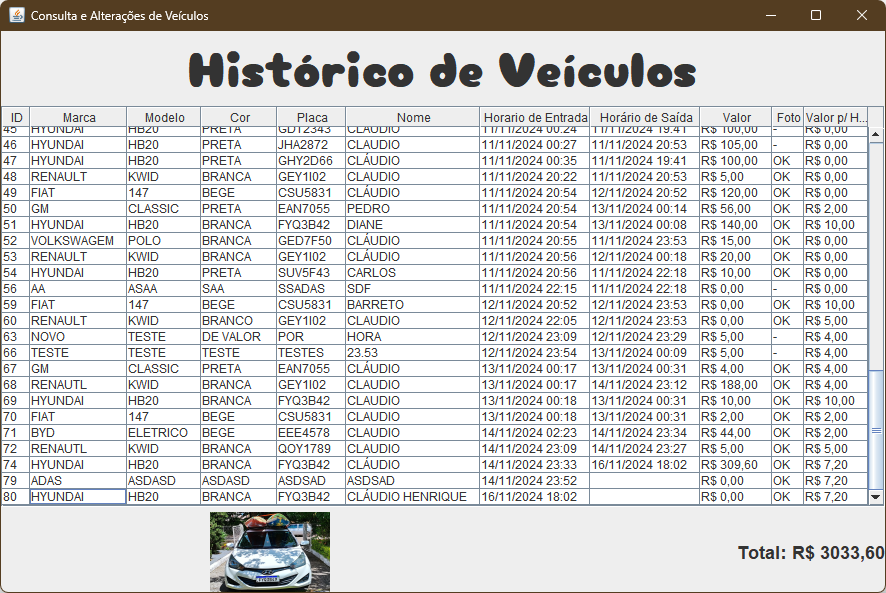 Consulta e Alterações de Veículos
Histórico de Veículos
ID Marca Modelo Cor Placa Nome Horario de Entrada Horário de Saída Valor Foto Valor p/ H...
45 HYUNDAI HB20 PRETA GDT2343 CLAUDIO 11/11/2024 00:24 11/11/2024 19:41 R$ 100,00 - R$ 0,00
46 HYUNDAI HB20 PRETA JHA2872 CLAUDIO 11/11/2024 00:27 11/11/2024 20:53 R$ 105,00 - R$ 0,00
47 HYUNDAI HB20 PRETA GHY2D66 CLAUDIO 11/11/2024 00:35 11/11/2024 19:41 R$ 100,00 OK R$ 0,00
48 RENAULT KWID BRANCA GEY1I02 CLAUDIO 11/11/2024 20:22 11/11/2024 20:53 R$ 5,00 OK R$ 0,00
49 FIAT 147 BEGE CSU5831 CLÁUDIO 11/11/2024 20:54 12/11/2024 20:52 R$ 120,00 OK R$ 0,00
50 GM CLASSIC PRETA EAN7055 PEDRO 11/11/2024 20:54 13/11/2024 00:14 R$ 56,00 OK R$ 2,00
51 HYUNDAI HB20 BRANCA FYQ3B42 DIANE 11/11/2024 20:54 13/11/2024 00:08 R$ 140,00 OK R$ 10,00
52 VOLKSWAGEM POLO BRANCA GED7F50 CLÁUDIO 11/11/2024 20:55 11/11/2024 23:53 R$ 15,00 OK R$ 0,00
53 RENAULT KWID BRANCA GEY1I02 CLÁUDIO 11/11/2024 20:56 12/11/2024 00:18 R$ 20,00 OK R$ 0,00
54 HYUNDAI HB20 PRETA SUV5F43 CARLOS 11/11/2024 20:56 11/11/2024 22:18 R$ 10,00 OK R$ 0,00
56 AA ASAA SAA SSADAS SDF 11/11/2024 22:15 11/11/2024 22:18 R$ 0,00 - R$ 0,00
59 FIAT 147 BEGE CSU5831 BARRETO 12/11/2024 20:52 12/11/2024 23:53 R$ 0,00 OK R$ 10,00
60 RENAULT KWID BRANCO GEY1I02 CLAUDIO 12/11/2024 22:05 12/11/2024 23:53 R$ 0,00 OK R$ 5,00
63 NOVO TESTE DE VALOR POR HORA 12/11/2024 23:09 12/11/2024 23:29 R$ 5,00 - R$ 4,00
66 TESTE TESTE TESTE TESTES 23.53 12/11/2024 23:54 13/11/2024 00:09 R$ 5,00 - R$ 4,00
67 GM CLASSIC PRETA EAN7055 CLÁUDIO 13/11/2024 00:17 13/11/2024 00:31 R$ 4,00 OK R$ 4,00
68 RENAUTL KWID BRANCA GEY1I02 CLÁUDIO 13/11/2024 00:17 14/11/2024 23:12 R$ 188,00 OK R$ 4,00
69 HYUNDAI HB20 BRANCA FYQ3B42 CLÁUDIO 13/11/2024 00:18 13/11/2024 00:31 R$ 10,00 OK R$ 10,00
70 FIAT 147 BEGE CSU5831 CLAUDIO 13/11/2024 00:18 13/11/2024 00:31 R$ 2,00 OK R$ 2,00
71 BYD ELETRICO BEGE EEE4578 CLAUDIO 14/11/2024 02:23 14/11/2024 23:34 R$ 44,00 OK R$ 2,00
72 RENAUTL KWID BRANCA QOY1789 CLAUDIO 14/11/2024 23:09 14/11/2024 23:27 R$ 5,00 OK R$ 5,00
74 HYUNDAI HB20 BRANCA FYQ3B42 CLAUDIO 14/11/2024 23:33 16/11/2024 18:02 R$ 309,60 OK R$ 7,20
79 ADAS ASDASD ASDASD ASDSAD ASDSAD 14/11/2024 23:52 R$ 0,00 OK R$ 7,20
80 HYUNDAI HB20 BRANCA FYQ3B42 CLÁUDIO HENRIQUE 16/11/2024 18:02 R$ 0,00 OK R$ 7,20
Total: R$ 3033,60